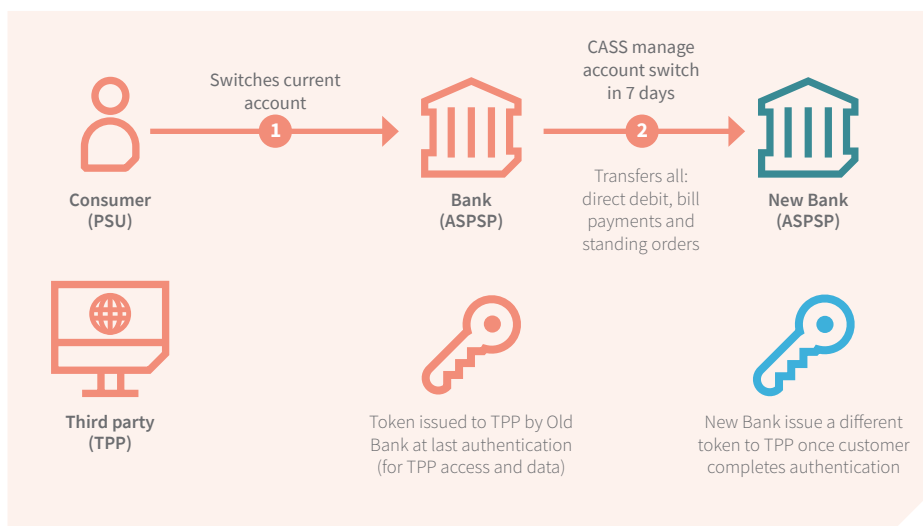 Switches current
account
1
CASS manage
account switch
in 7 days
2
Transfers all:
direct debit, bill
payments and
standing orders
Consumer
(PSU)
Bank
(ASPSP)
New Bank
(ASPSP)
Third party
(TPP)
Token issued to TPP by Old
Bank at last authentication
(for TPP access and data)
New Bank issue a different
token to TPP once customer
completes authentication